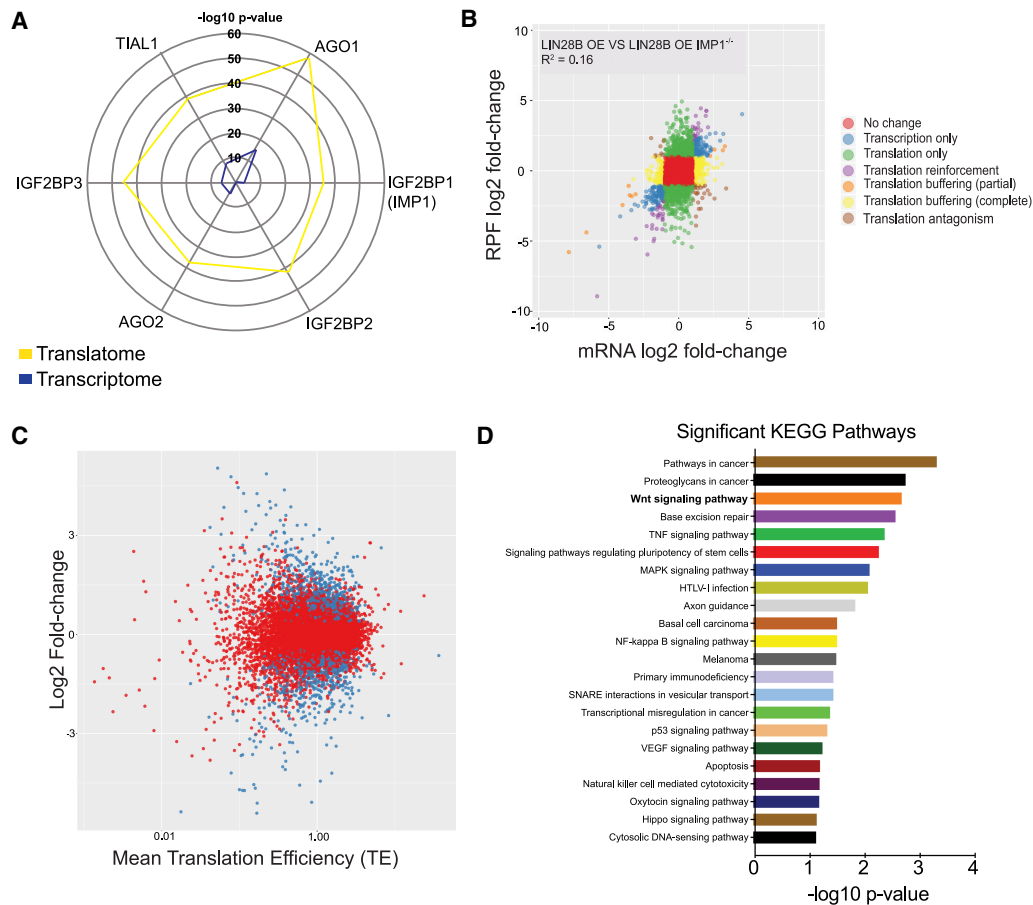 A
-log10 p-value
60
50
40
30
20
10
TIAL1
AGO1
IGF2BP3
IGF2BP1
(IMP1)
AGO2
IGF2BP2
Translatome
Transcriptome
B
LIN28B OE VS LIN28B OE IMP1-/-
R2 = 0.16
10
5
0
-5
-10
-10
-5
0
5
10
RPF log2 fold-change
mRNA log2 fold-change
No change
Transcription only
Translation only
Translation reinforcement
Translation buffering (partial)
Translation buffering (complete)
Translation antagonism
C
Log2 Fold-change
3
0
-3
0.01
1.00
Mean Translation Efficiency (TE)
D
Significant KEGG Pathways
Pathways in cancer
Proteoglycans in cancer
Wnt signaling pathway
Base excision repair
TNF signaling pathway
Signaling pathways regulating pluripotency of stem cells
MAPK signaling pathway
HTLV-I infection
Axon guidance
Basal cell carcinoma
NF-kappa B signaling pathway
Melanoma
Primary immunodeficiency
SNARE interactions in vesicular transport
Transcriptional misregulation in cancer
p53 signaling pathway
VEGF signaling pathway
Apoptosis
Natural killer cell mediated cytotoxicity
Oxytocin signaling pathway
Hippo signaling pathway
Cytosolic DNA-sensing pathway
0
1
2
3
4
-log10 p-value